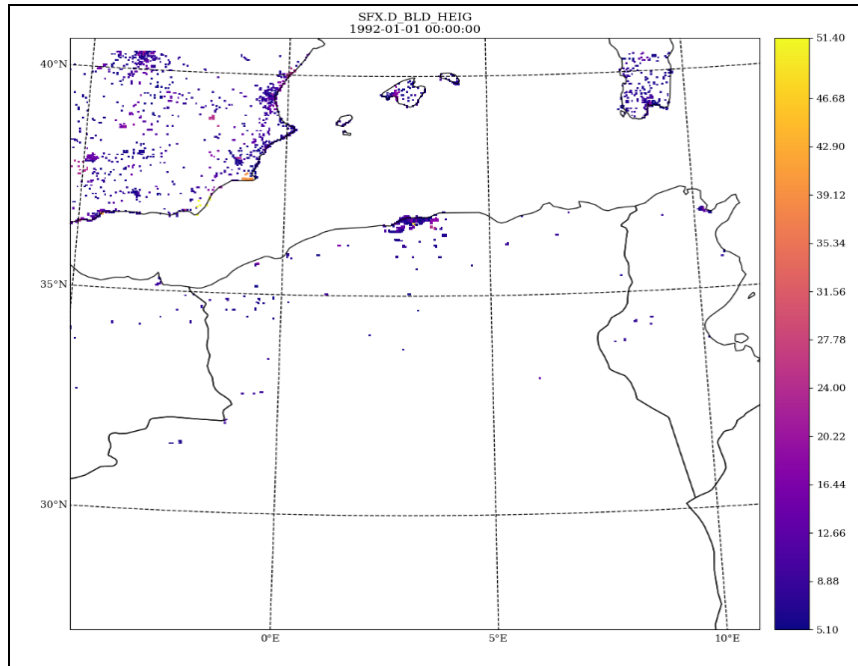 SFX.D_BLD_HEIG
1992-01-01 00:00:00
40°N
35°N
30°N
0°E
5°E
10°E
51.40
46.68
42.90
39.12
35.34
31.56
27.78
24.00
20.22
16.44
12.66
8.88
5.10